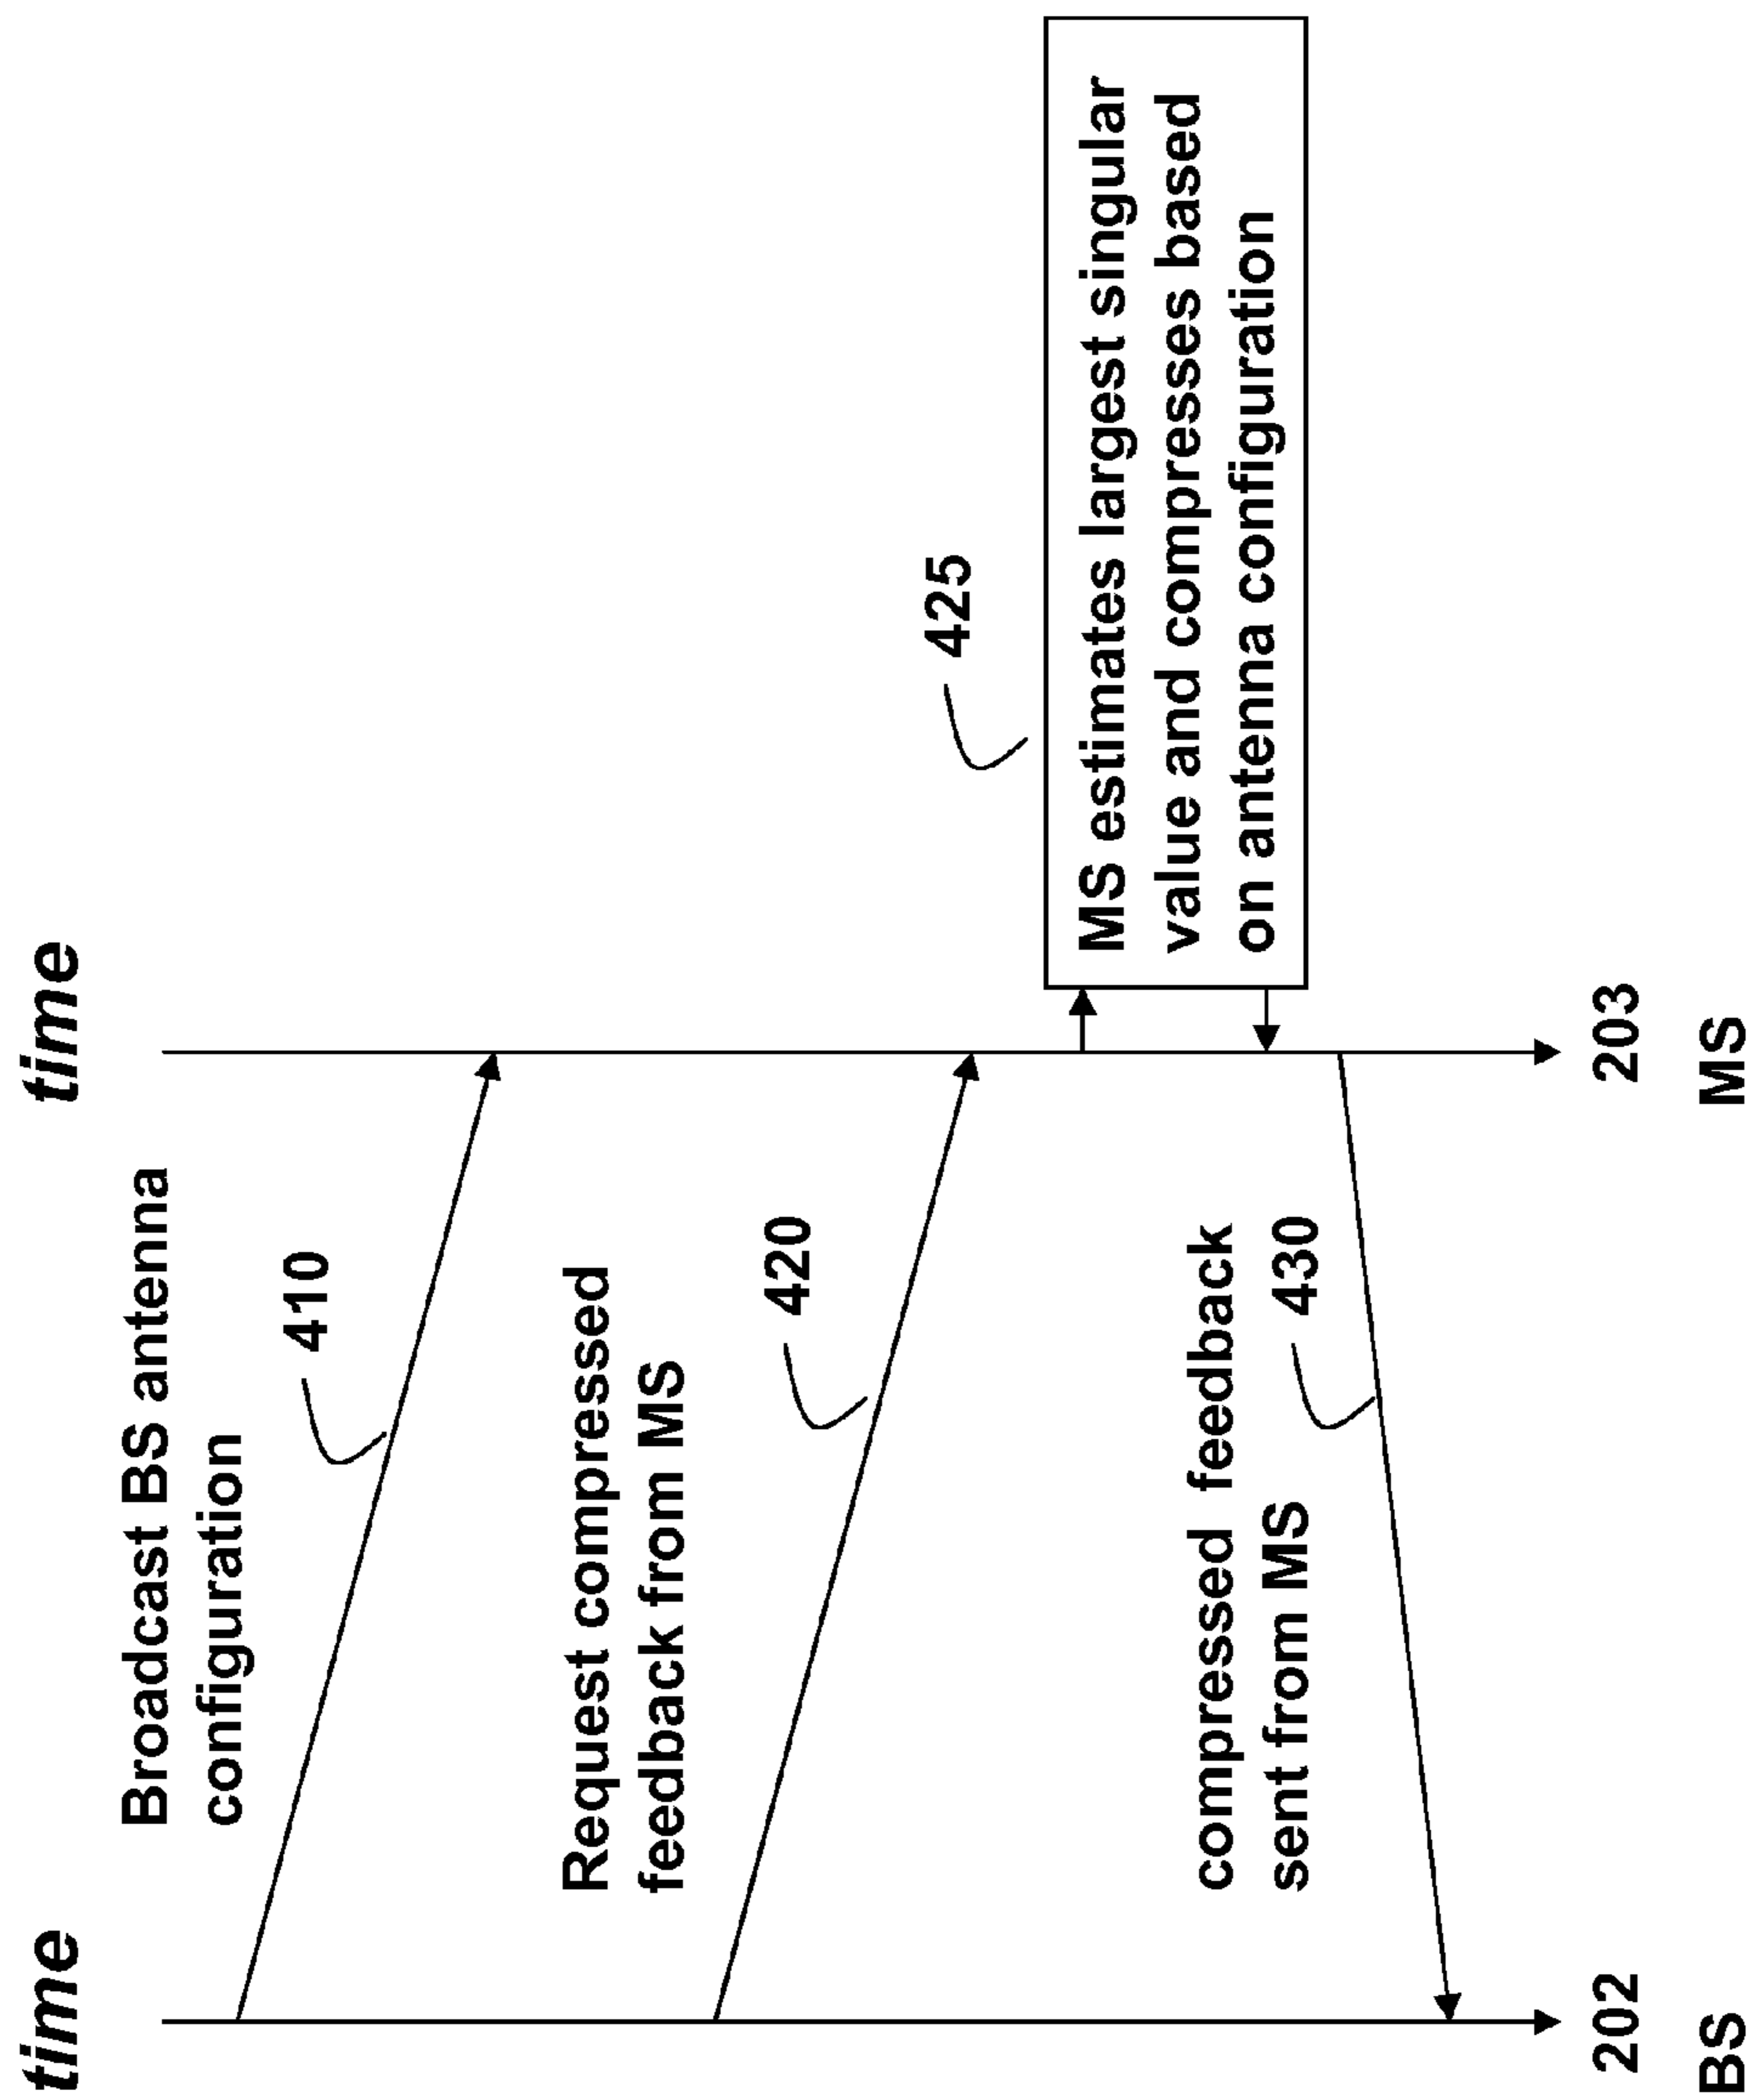 time
time
Broadcast BS antenna
configuration
410
Request compressed
feedback from MS
420
425
MS estimates largest singular
value and compresses based
on antenna configuration
compressed feedback
sent from MS
430
202
203
BS
MS